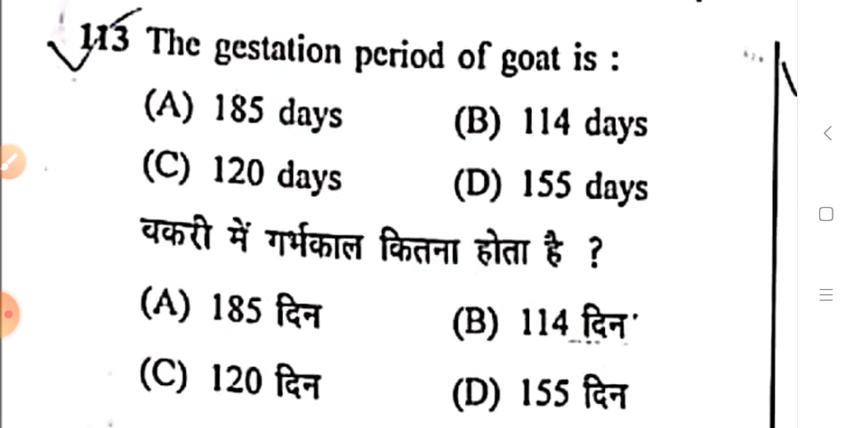 113 The gestation period of goat is :
(A) 185 days (B) 114 days
(C) 120 days (D) 155 days
वकरी में गर्भकाल कितना होता है ?
(A) 185 दिन (B) 114 दिन
(C) 120 दिन (D) 155 दिन